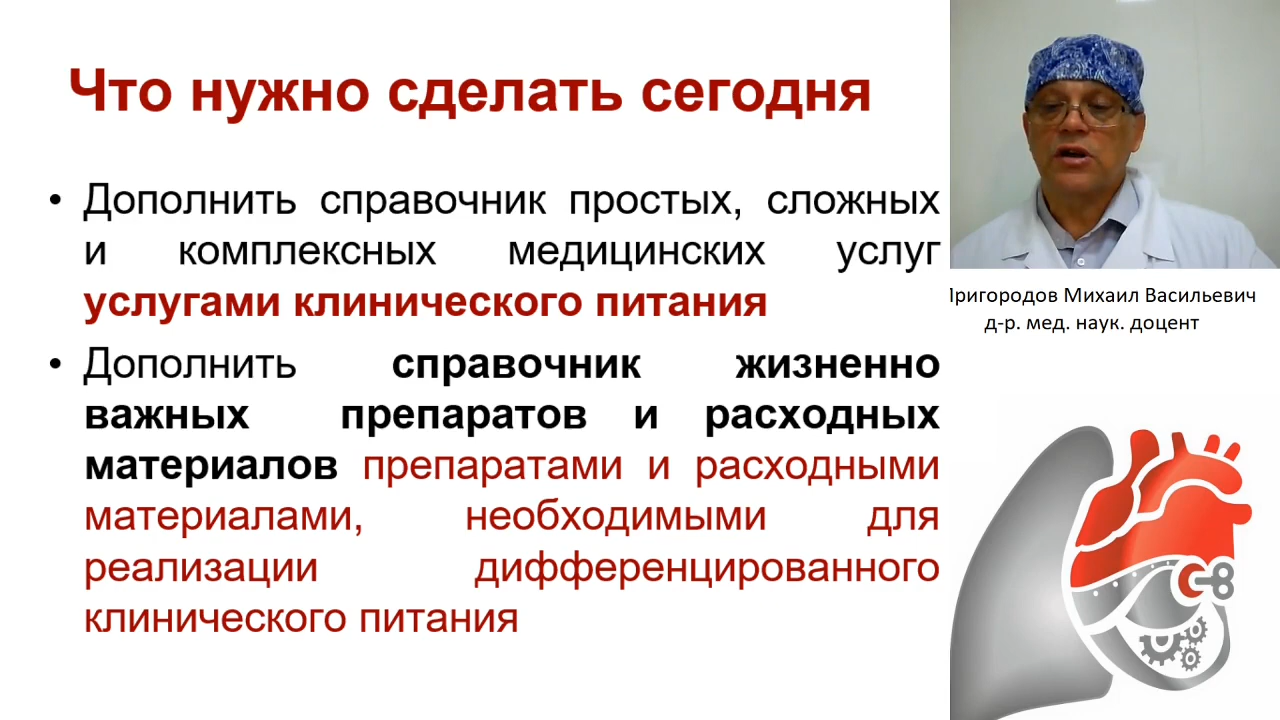 Что нужно сделать сегодня
• Дополнить справочник простых, сложных
и комплексных медицинских услуг
услугами клинического питания
• Дополнить справочник жизненно
важных препаратов и расходных
материалов препаратами и расходными
материалами, необходимыми для
реализации дифференцированного
клинического питания
Пригородов Михаил Васильевич
д-р. мед. наук. доцент